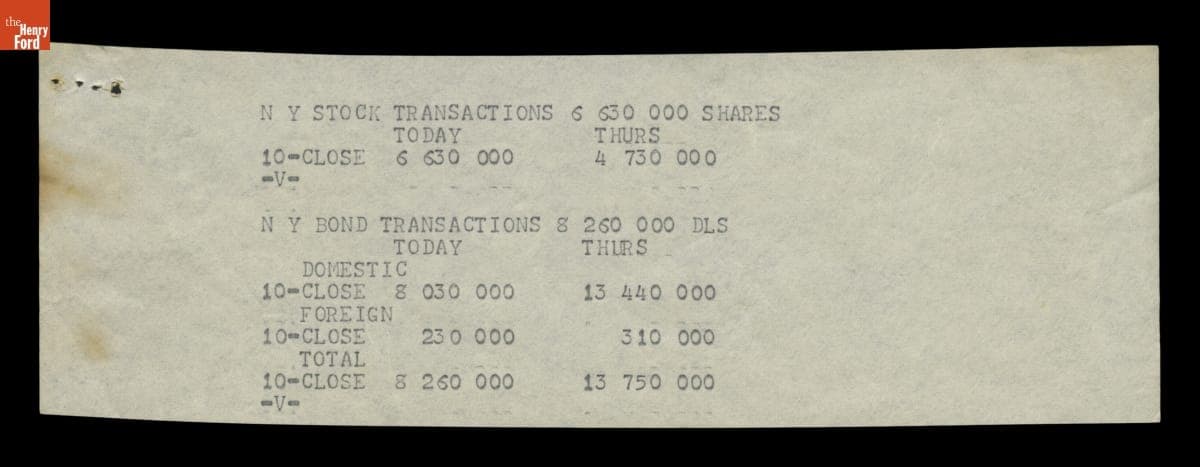 the
Henry
Ford
N Y STOCK TRANSACTIONS 6 630 000 SHARES
TODAY THURS
10-CLOSE 6 630 000 4 730 000
-V-
N Y BOND TRANSACTIONS 8 260 000 DLS
TODAY THURS
DOMESTIC
10-CLOSE 8 030 000 13 440 000
FOREIGN
10-CLOSE 230 000 310 000
TOTAL
10-CLOSE 8 260 000 13 750 000
-V-